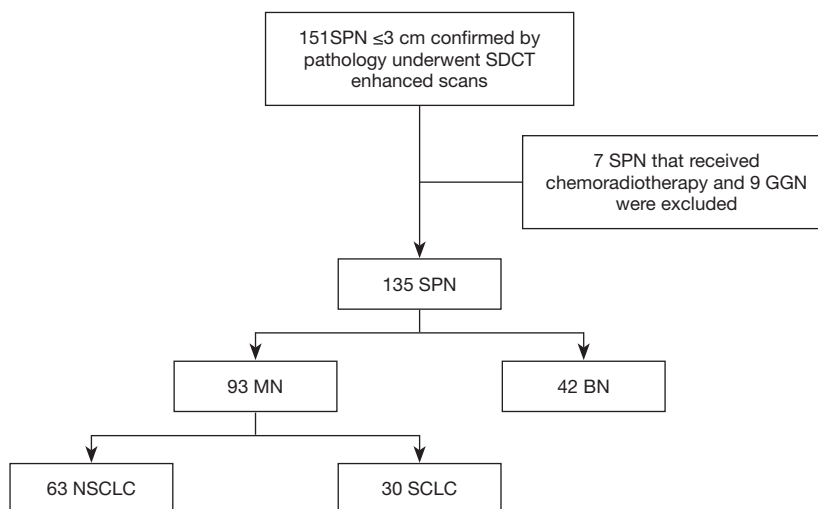 151SPN ≤3 cm confirmed by
pathology underwent SDCT
enhanced scans
7 SPN that received
chemoradiotherapy and 9 GGN
were excluded
135 SPN
93 MN
42 BN
63 NSCLC
30 SCLC